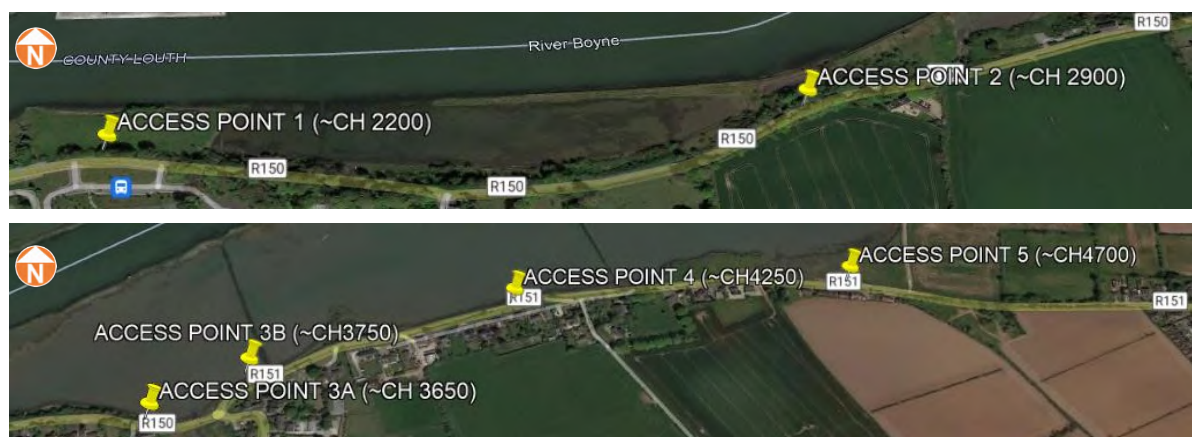 R150
N
River Boyne
COUNTY LOUTH
ACCESS POINT 2 (~CH 2900)
ACCESS POINT 1 (~CH 2200)
R150
R150
R150
N
ACCESS POINT 5 (~CH4700)
ACCESS POINT 4 (~CH4250)
R151
R151
R151
ACCESS POINT 3B (~CH3750)
R151
ACCESS POINT 3A (~CH 3650)
R150